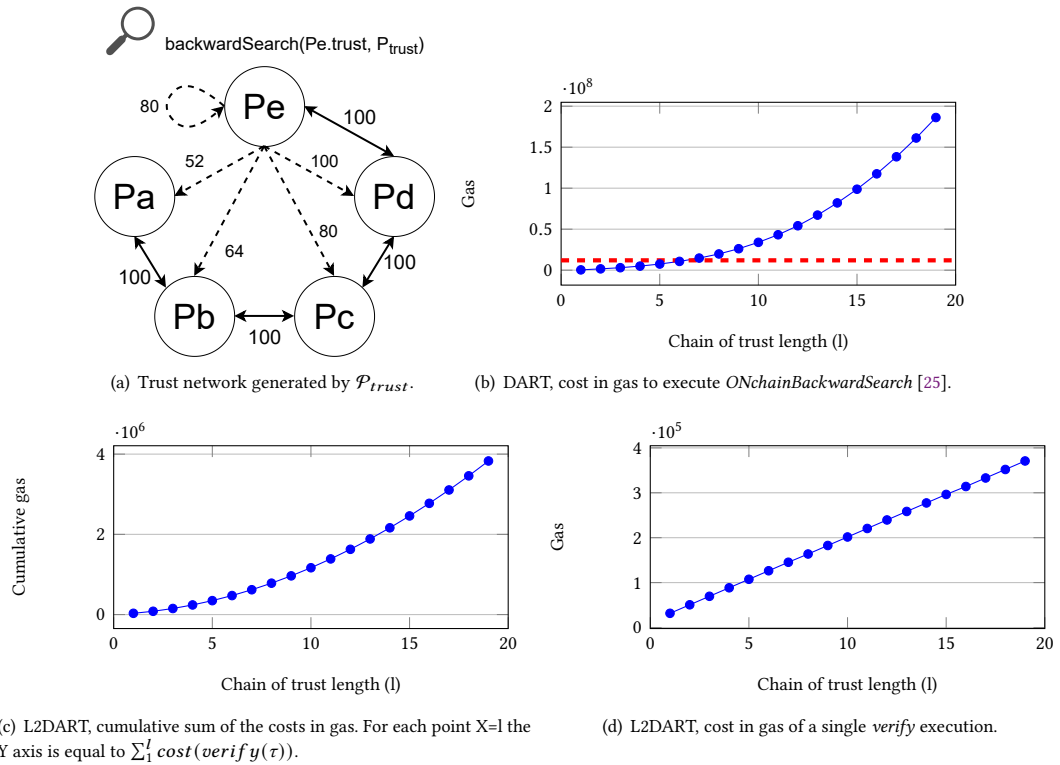 backwardSearch(Pe.trust, P_trust)
Pe
80
100
52
100
Pa
Pd
80
64
100
100
Pb
Pc
100
(a) Trust network generated by 𝒫_trust.
·10^8
2
1.5
1
0.5
0
Gas
0 5 10 15 20
Chain of trust length (l)
(b) DART, cost in gas to execute ONchainBackwardSearch [25].
·10^6
4
2
0
Cumulative gas
0 5 10 15 20
Chain of trust length (l)
(c) L2DART, cumulative sum of the costs in gas. For each point X=l the
Y axis is equal to ∑_1^l cost(verify(τ)).
·10^5
4
3
2
1
0
Gas
0 5 10 15 20
Chain of trust length (l)
(d) L2DART, cost in gas of a single verify execution.